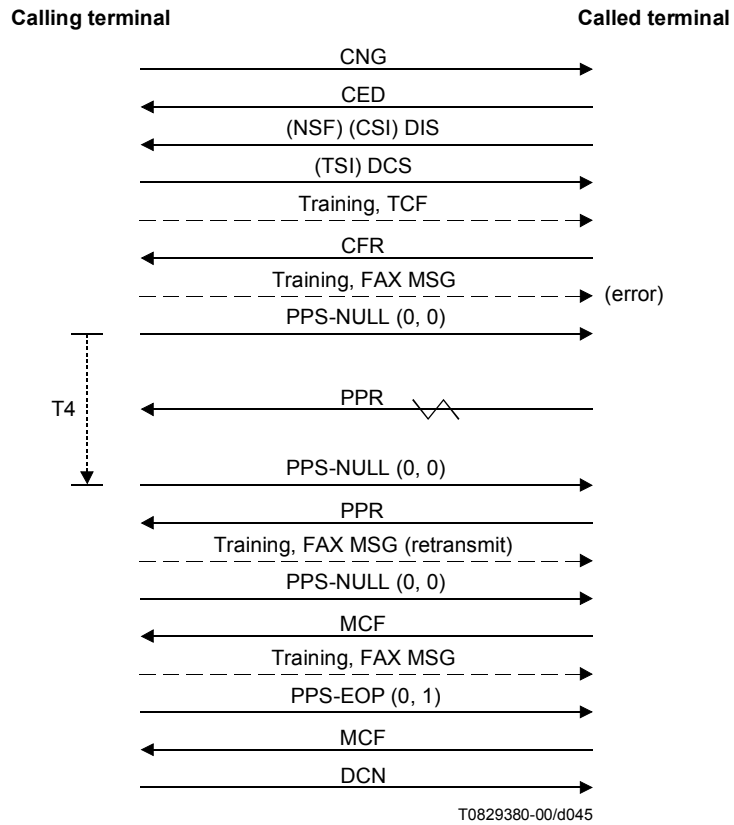 Calling terminal
Called terminal
CNG
CED
(NSF) (CSI) DIS
(TSI) DCS
Training, TCF
CFR
Training, FAX MSG
(error)
PPS-NULL (0, 0)
T4
PPR
PPS-NULL (0, 0)
PPR
Training, FAX MSG (retransmit)
PPS-NULL (0, 0)
MCF
Training, FAX MSG
PPS-EOP (0, 1)
MCF
DCN
T0829380-00/d045